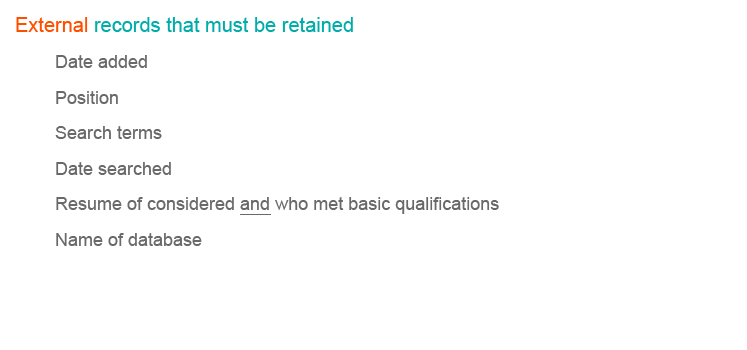 External records that must be retained
Date added
Position
Search terms
Date searched
Resume of considered and who met basic qualifications
Name of database